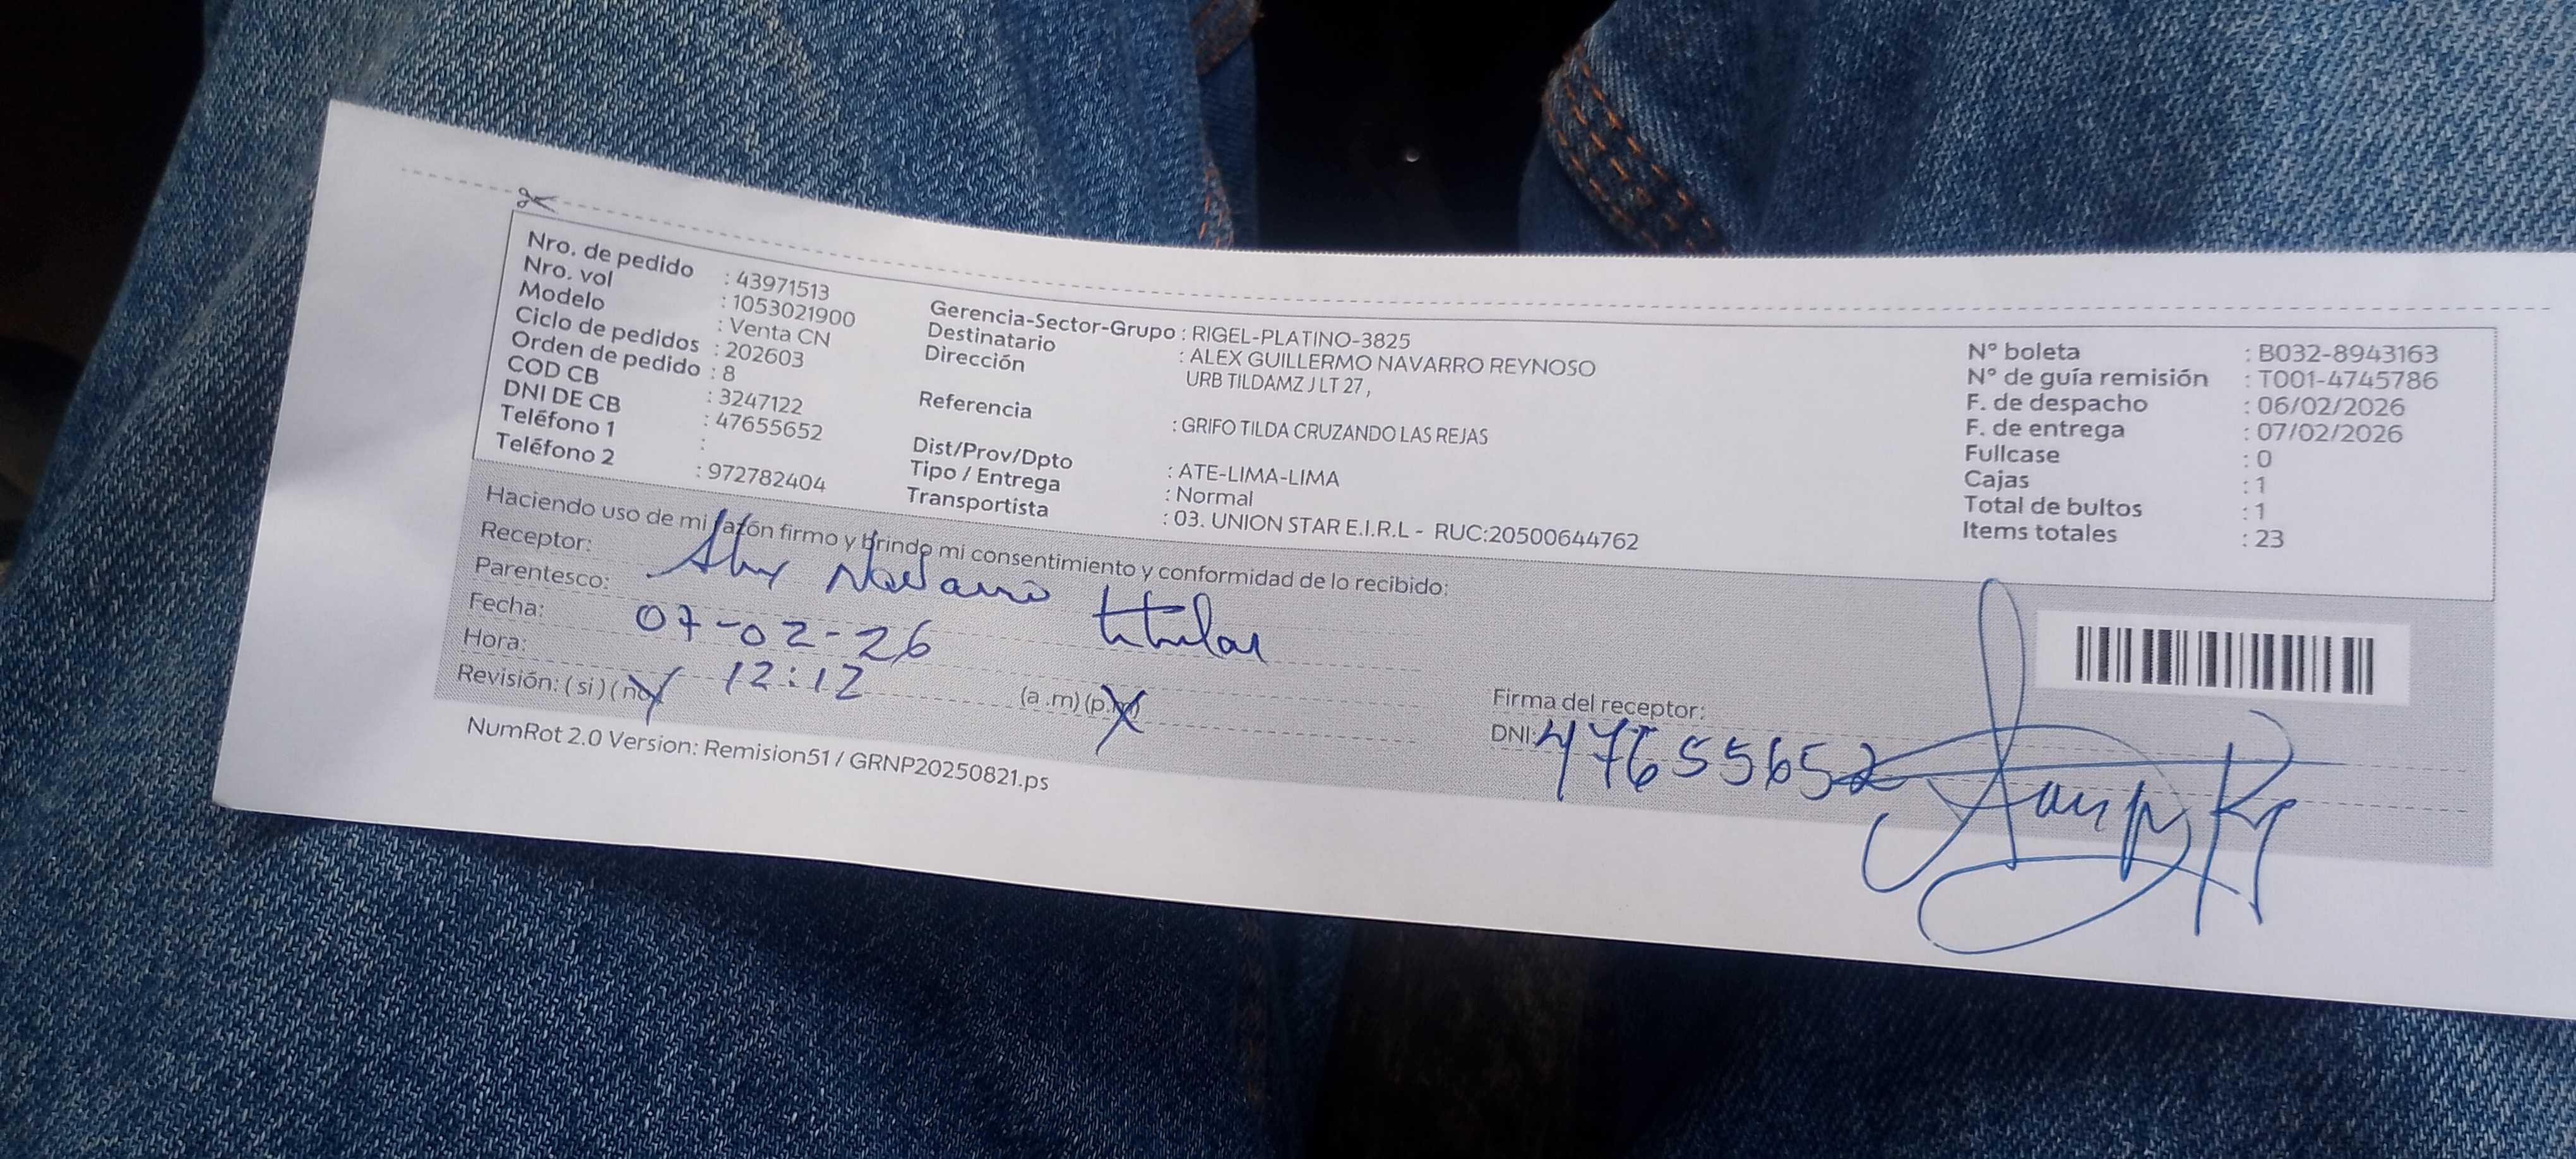 Nro. de pedido : 43971513
Nro. vol : 1053021900
Modelo : Venta CN
Ciclo de pedidos : 202603
Orden de pedido : 8
COD CB : 3247122
DNI DE CB : 47655652
Teléfono 1 :
Teléfono 2 : 972782404
Gerencia-Sector-Grupo : RIGEL-PLATINO-3825
Destinatario : ALEX GUILLERMO NAVARRO REYNOSO
Dirección URB TILDAMZ J LT 27 ,
Referencia : GRIFO TILDA CRUZANDO LAS REJAS
Dist/Prov/Dpto : ATE-LIMA-LIMA
Tipo / Entrega : Normal
Transportista : 03. UNION STAR E.I.R.L - RUC:20500644762
N° boleta : B032-8943163
N° de guía remisión : T001-4745786
F. de despacho : 06/02/2026
F. de entrega : 07/02/2026
Fullcase : 0
Cajas : 1
Total de bultos : 1
Items totales : 23
Haciendo uso de mi razón firmo y brindo mi consentimiento y conformidad de lo recibido:
Receptor: Alex Navarro
Parentesco: titular
Fecha: 07-02-26
Hora: 12:12 (a .m) (p.m)
Revisión: ( si ) ( no)
Firma del receptor:
DNI: 47655652
NumRot 2.0 Version: Remision51 / GRNP20250821.ps